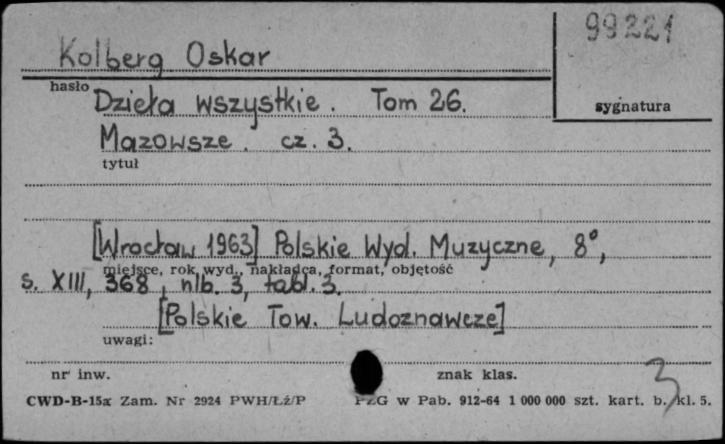 99221
Kolberg Oskar
hasło
sygnatura
Dzieła wszystkie. Tom 26.
Mazowsze. cz. 3.
tytuł
[Wrocław 1963] Polskie Wyd. Muzyczne, 8°,
miejsce, rok wyd., nakładca, format, objętość
s. XIII, 368, nlb. 3, tabl. 3.
[Polskie Tow. Ludoznawcze]
uwagi:
nr inw.
znak klas.
3
CWD-B-15a Zam. Nr 2924 PWH/Łź/P
PZG w Pab. 912-64 1 000 000 szt. kart. b. kl. 5.